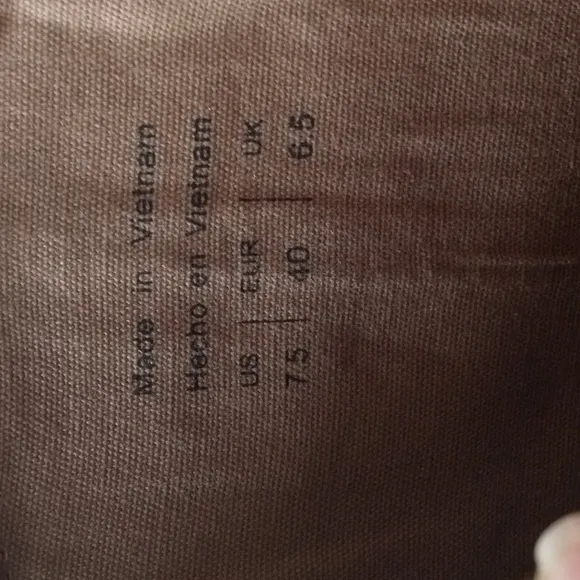 Made in Vietnam
Hecho en Vietnam
US | EUR | UK
7.5 | 40 | 6.5